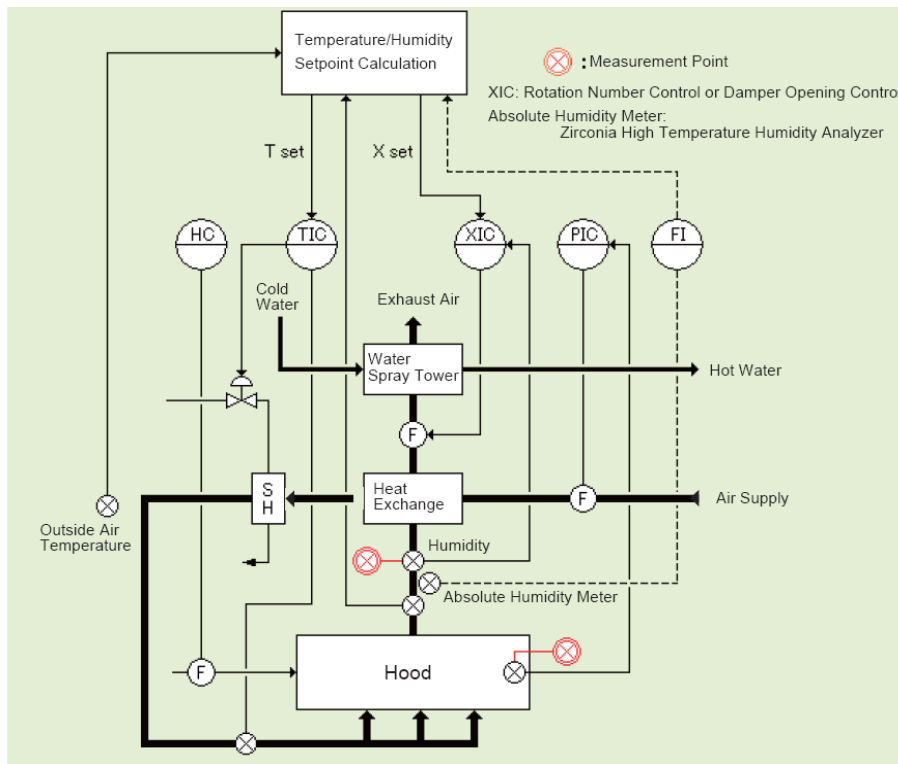 Temperature/Humidity
Setpoint Calculation
: Measurement Point
XIC: Rotation Number Control or Damper Opening Control
Absolute Humidity Meter:
Zirconia High Temperature Humidity Analyzer
T set
X set
HC
TIC
XIC
PIC
FI
Cold
Water
Exhaust Air
Water
Spray Tower
Hot Water
F
S
H
Heat
Exchange
F
Air Supply
Outside Air
Temperature
Humidity
Absolute Humidity Meter
F
Hood